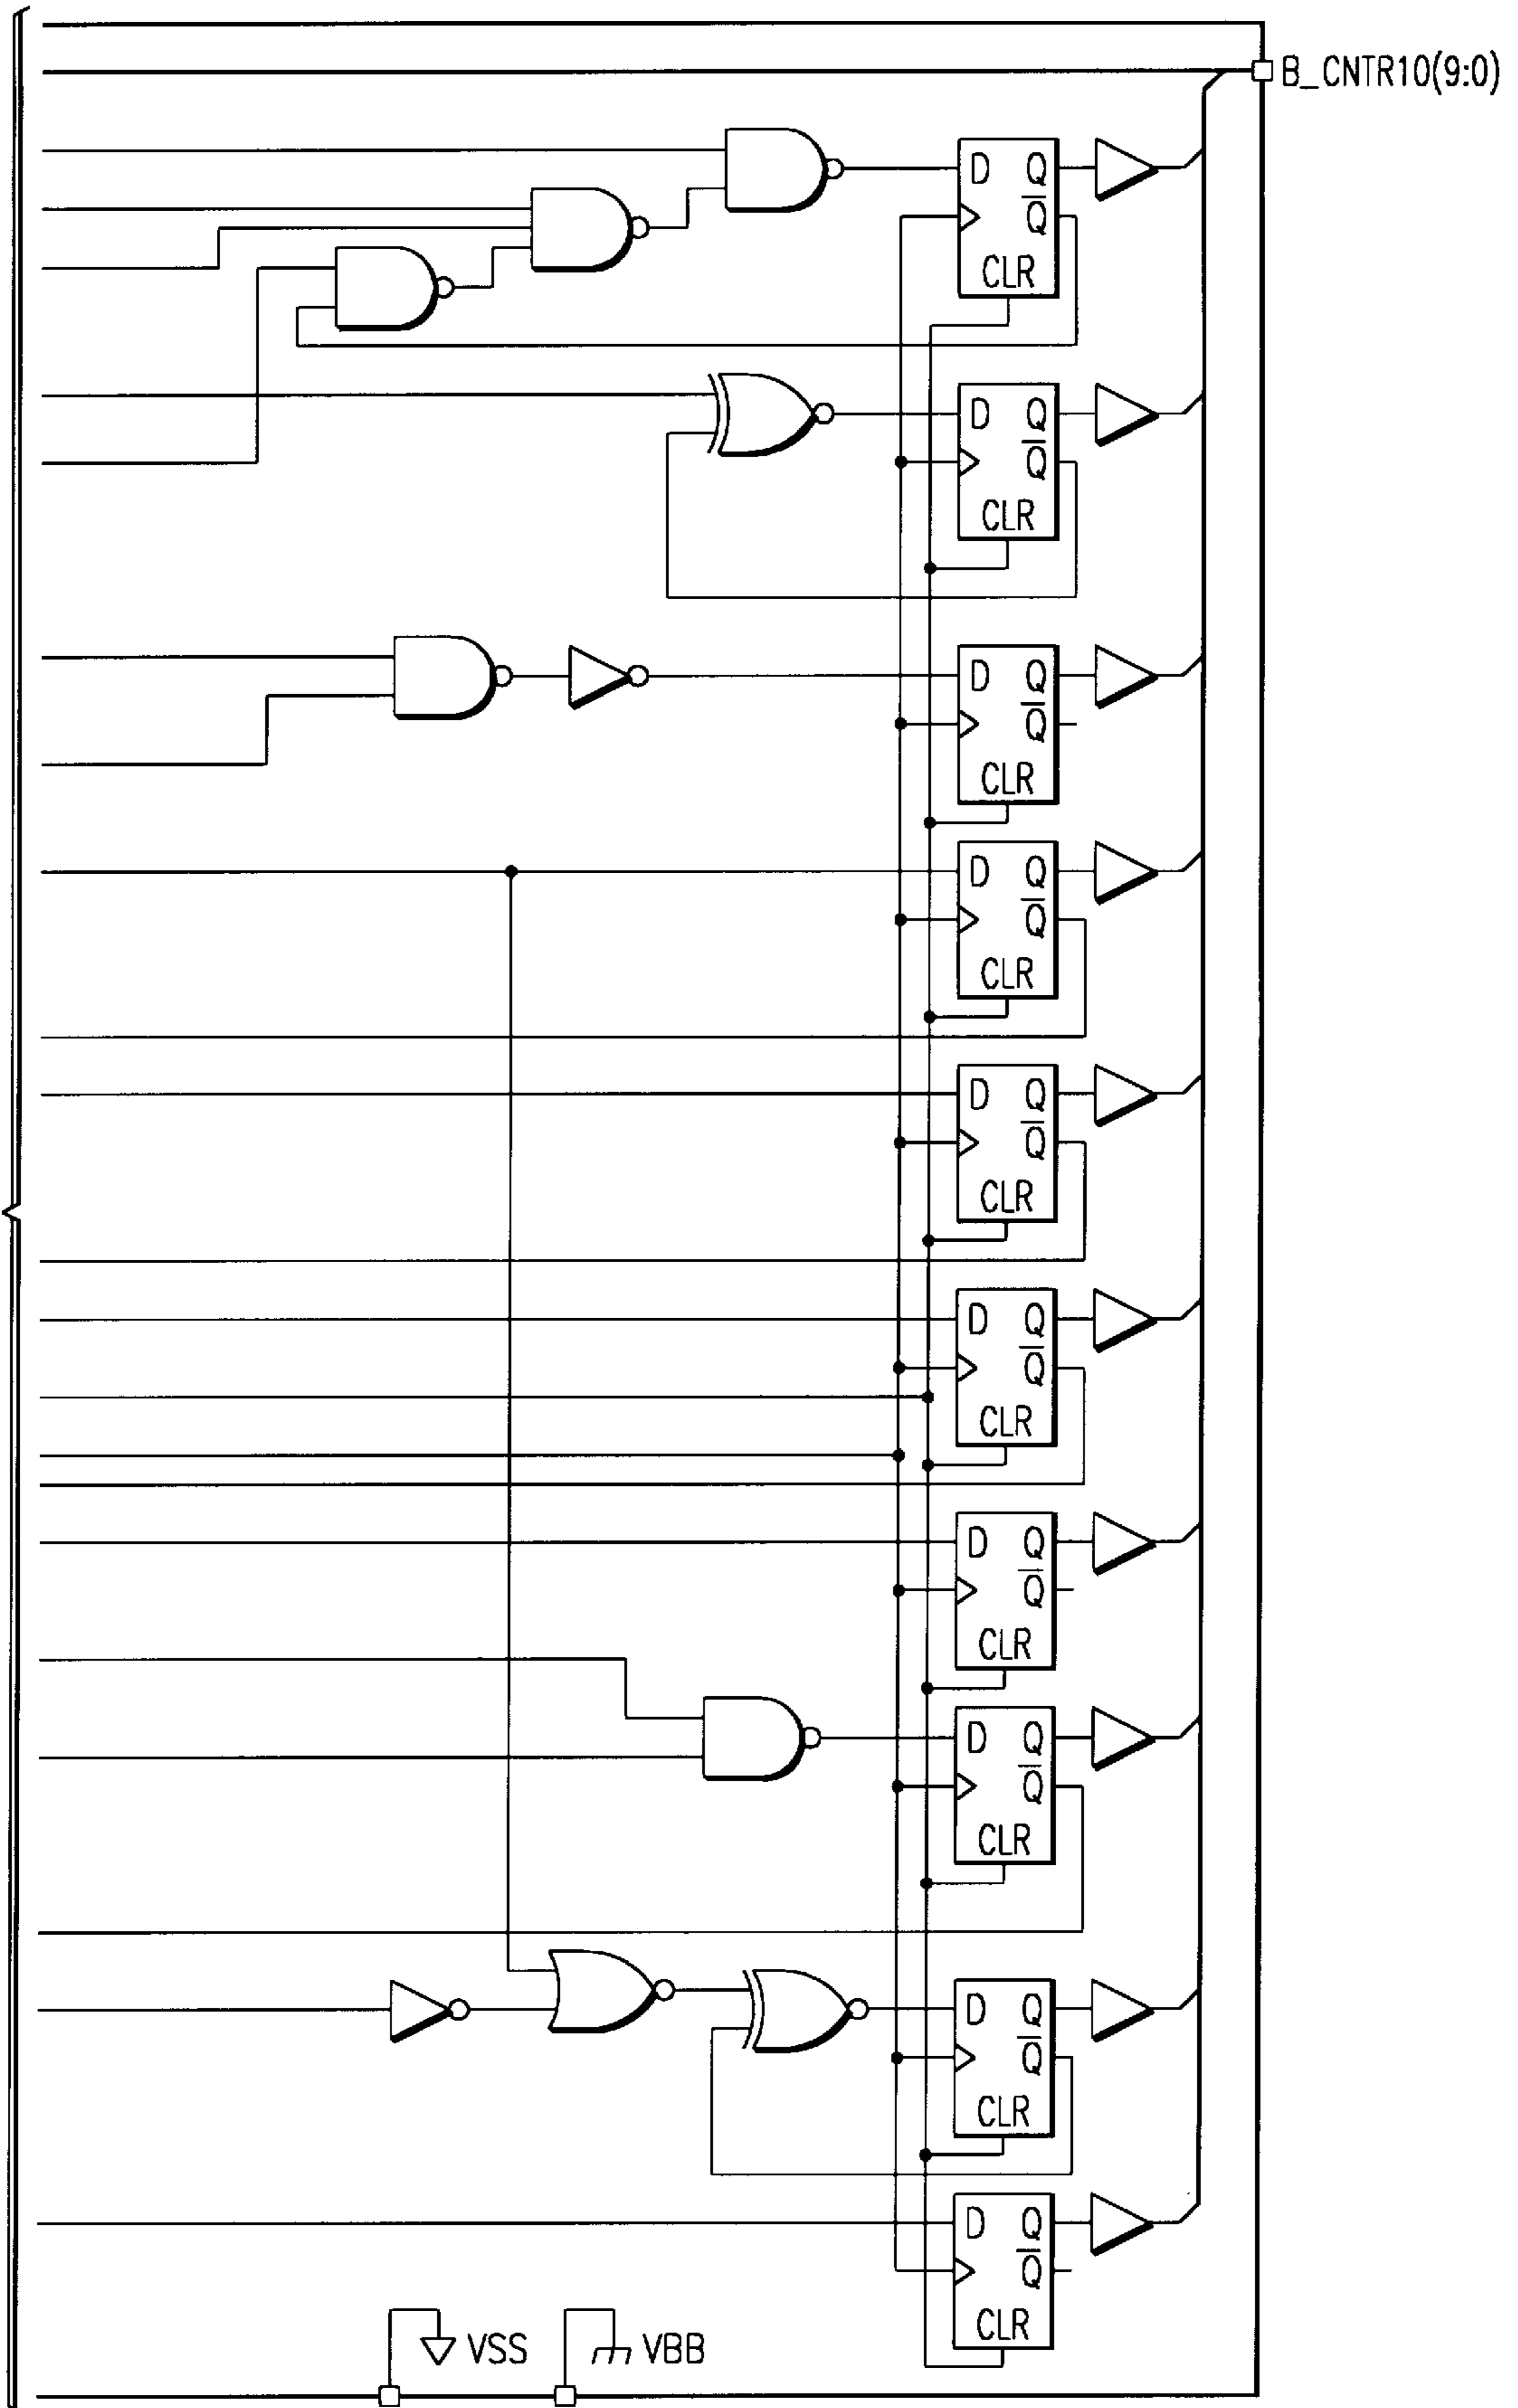 B_CNTR10(9:0)
D Q
Q̅
CLR
D Q
Q̅
CLR
D Q
Q̅
CLR
D Q
Q̅
CLR
D Q
Q̅
CLR
D Q
Q̅
CLR
D Q
Q̅
CLR
D Q
Q̅
CLR
D Q
Q̅
CLR
D Q
Q̅
CLR
VSS VBB